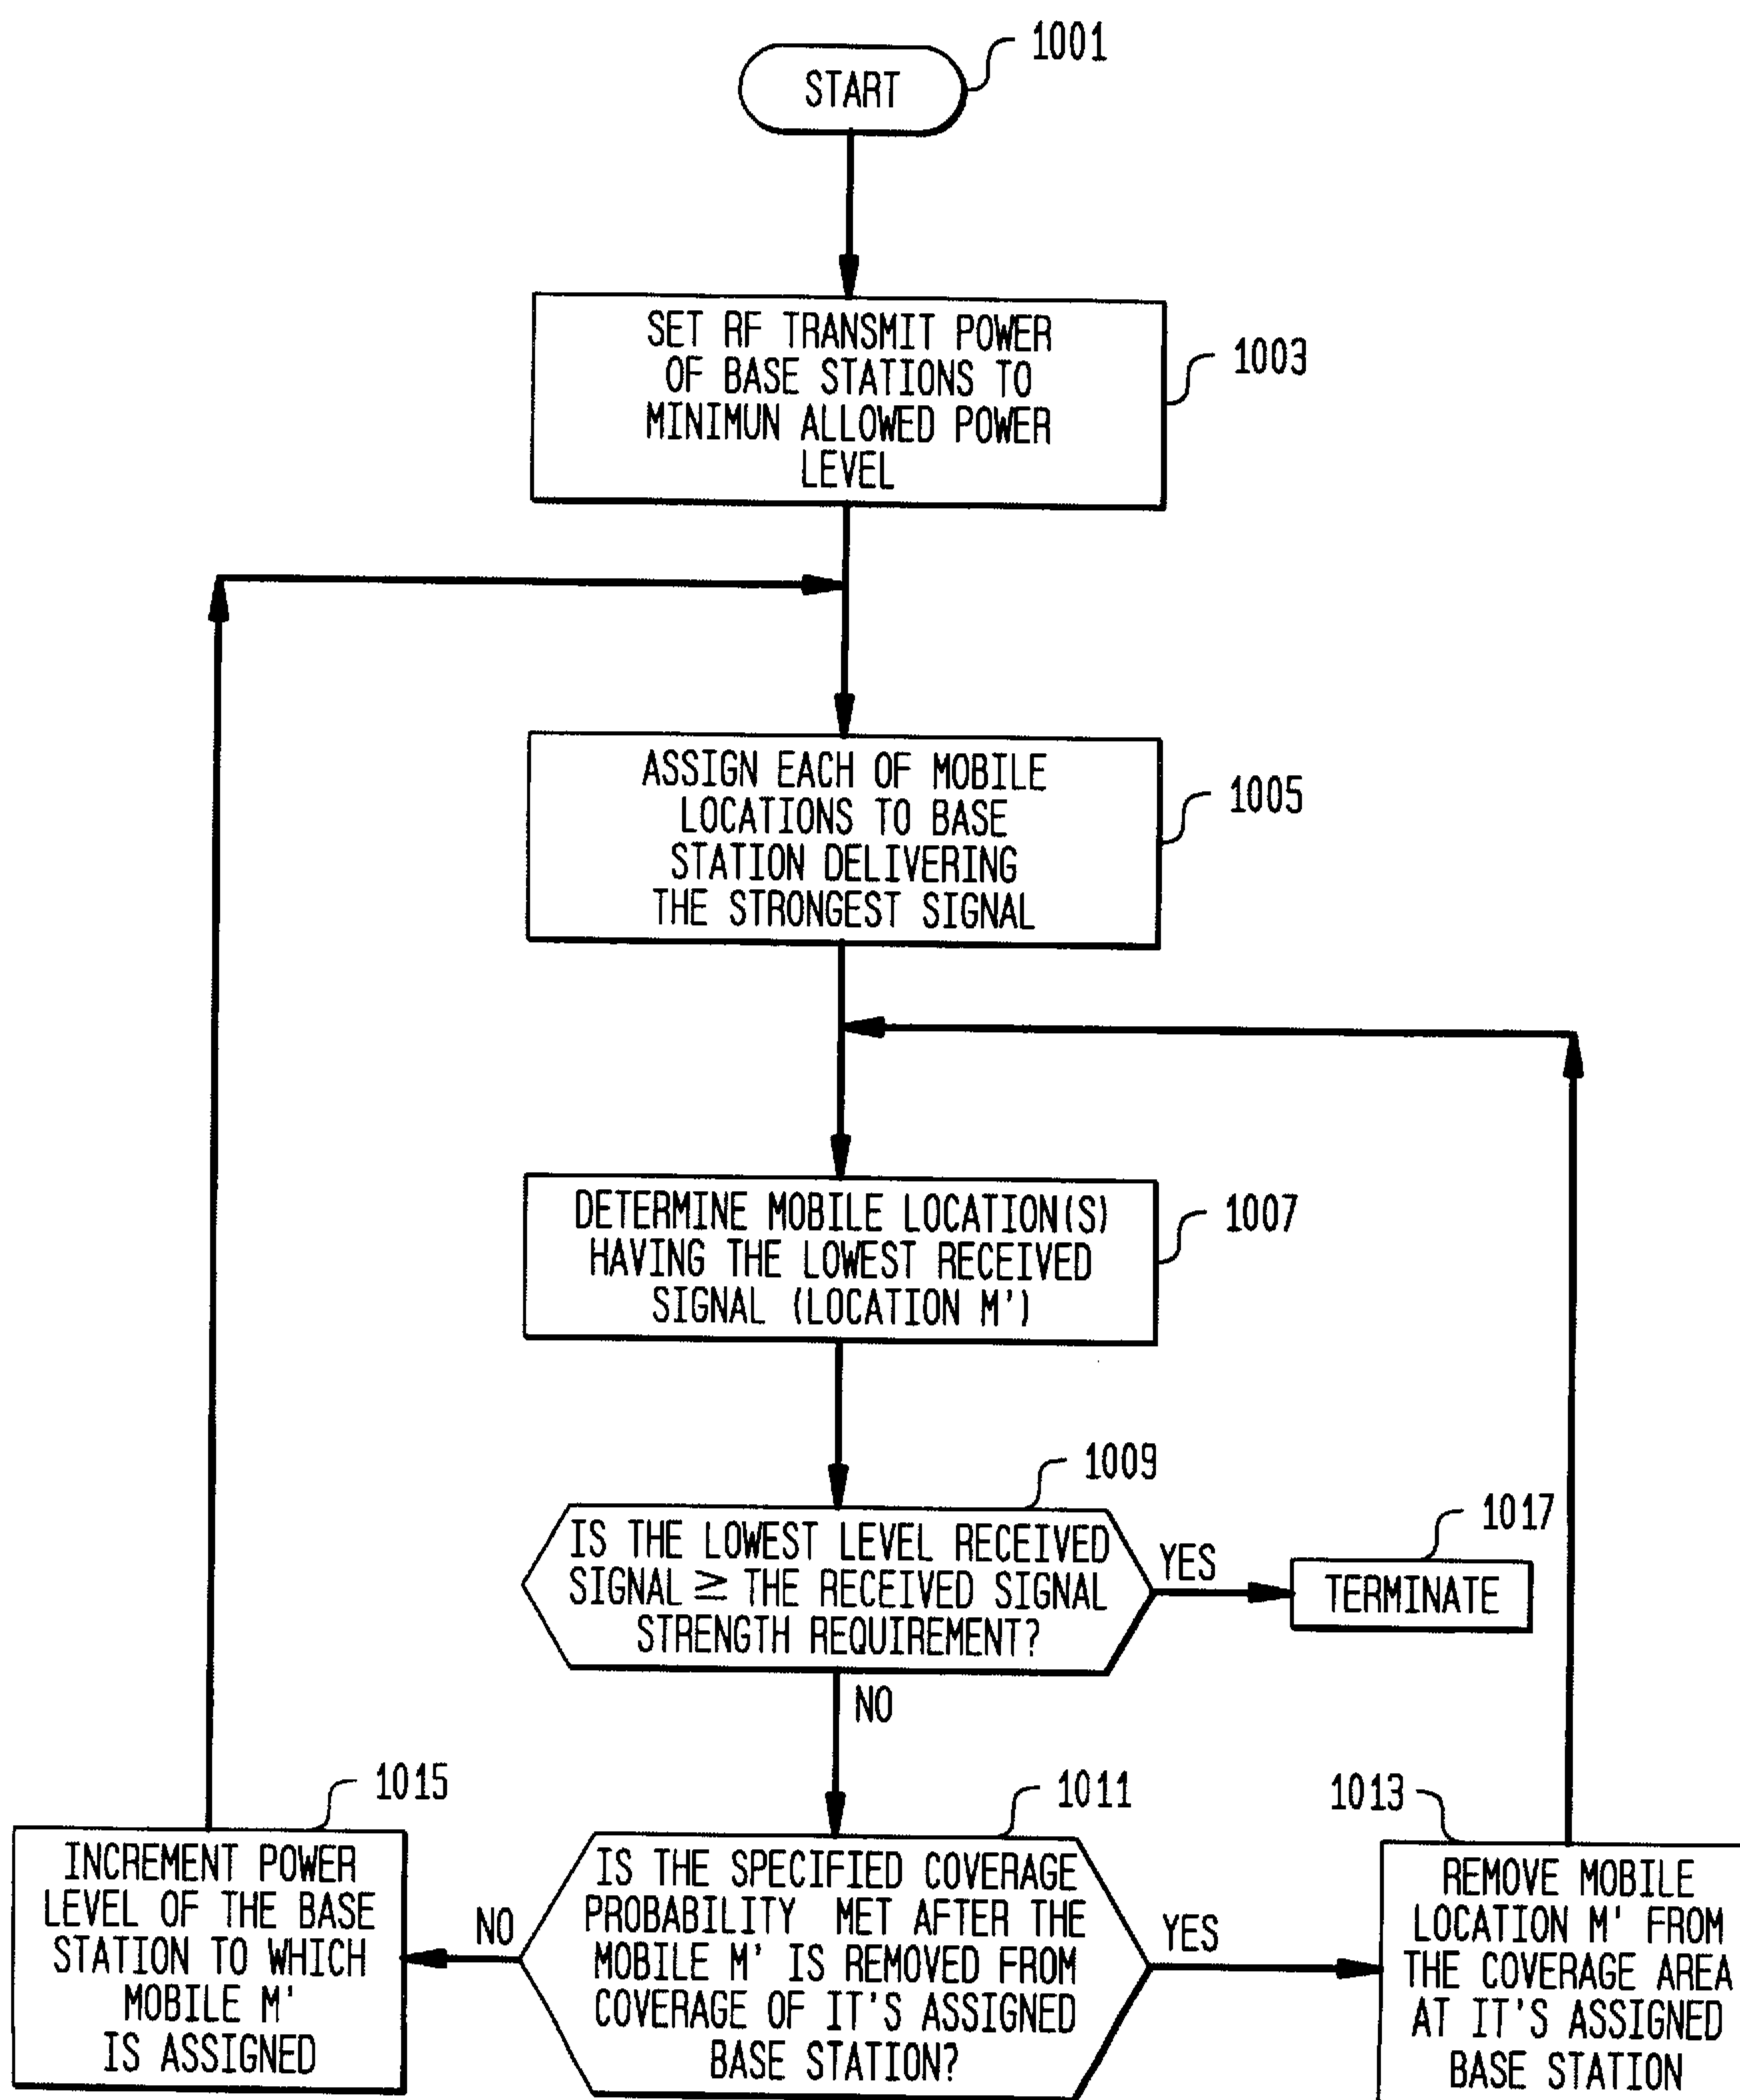 START
1001
SET RF TRANSMIT POWER
OF BASE STATIONS TO
MINIMUN ALLOWED POWER
LEVEL
1003
ASSIGN EACH OF MOBILE
LOCATIONS TO BASE
STATION DELIVERING
THE STRONGEST SIGNAL
1005
DETERMINE MOBILE LOCATION(S)
HAVING THE LOWEST RECEIVED
SIGNAL (LOCATION M')
1007
1009
IS THE LOWEST LEVEL RECEIVED
SIGNAL ≥ THE RECEIVED SIGNAL
STRENGTH REQUIREMENT?
YES
1017
TERMINATE
NO
1015
INCREMENT POWER
LEVEL OF THE BASE
STATION TO WHICH
MOBILE M'
IS ASSIGNED
NO
1011
IS THE SPECIFIED COVERAGE
PROBABILITY MET AFTER THE
MOBILE M' IS REMOVED FROM
COVERAGE OF IT'S ASSIGNED
BASE STATION?
YES
1013
REMOVE MOBILE
LOCATION M' FROM
THE COVERAGE AREA
AT IT'S ASSIGNED
BASE STATION